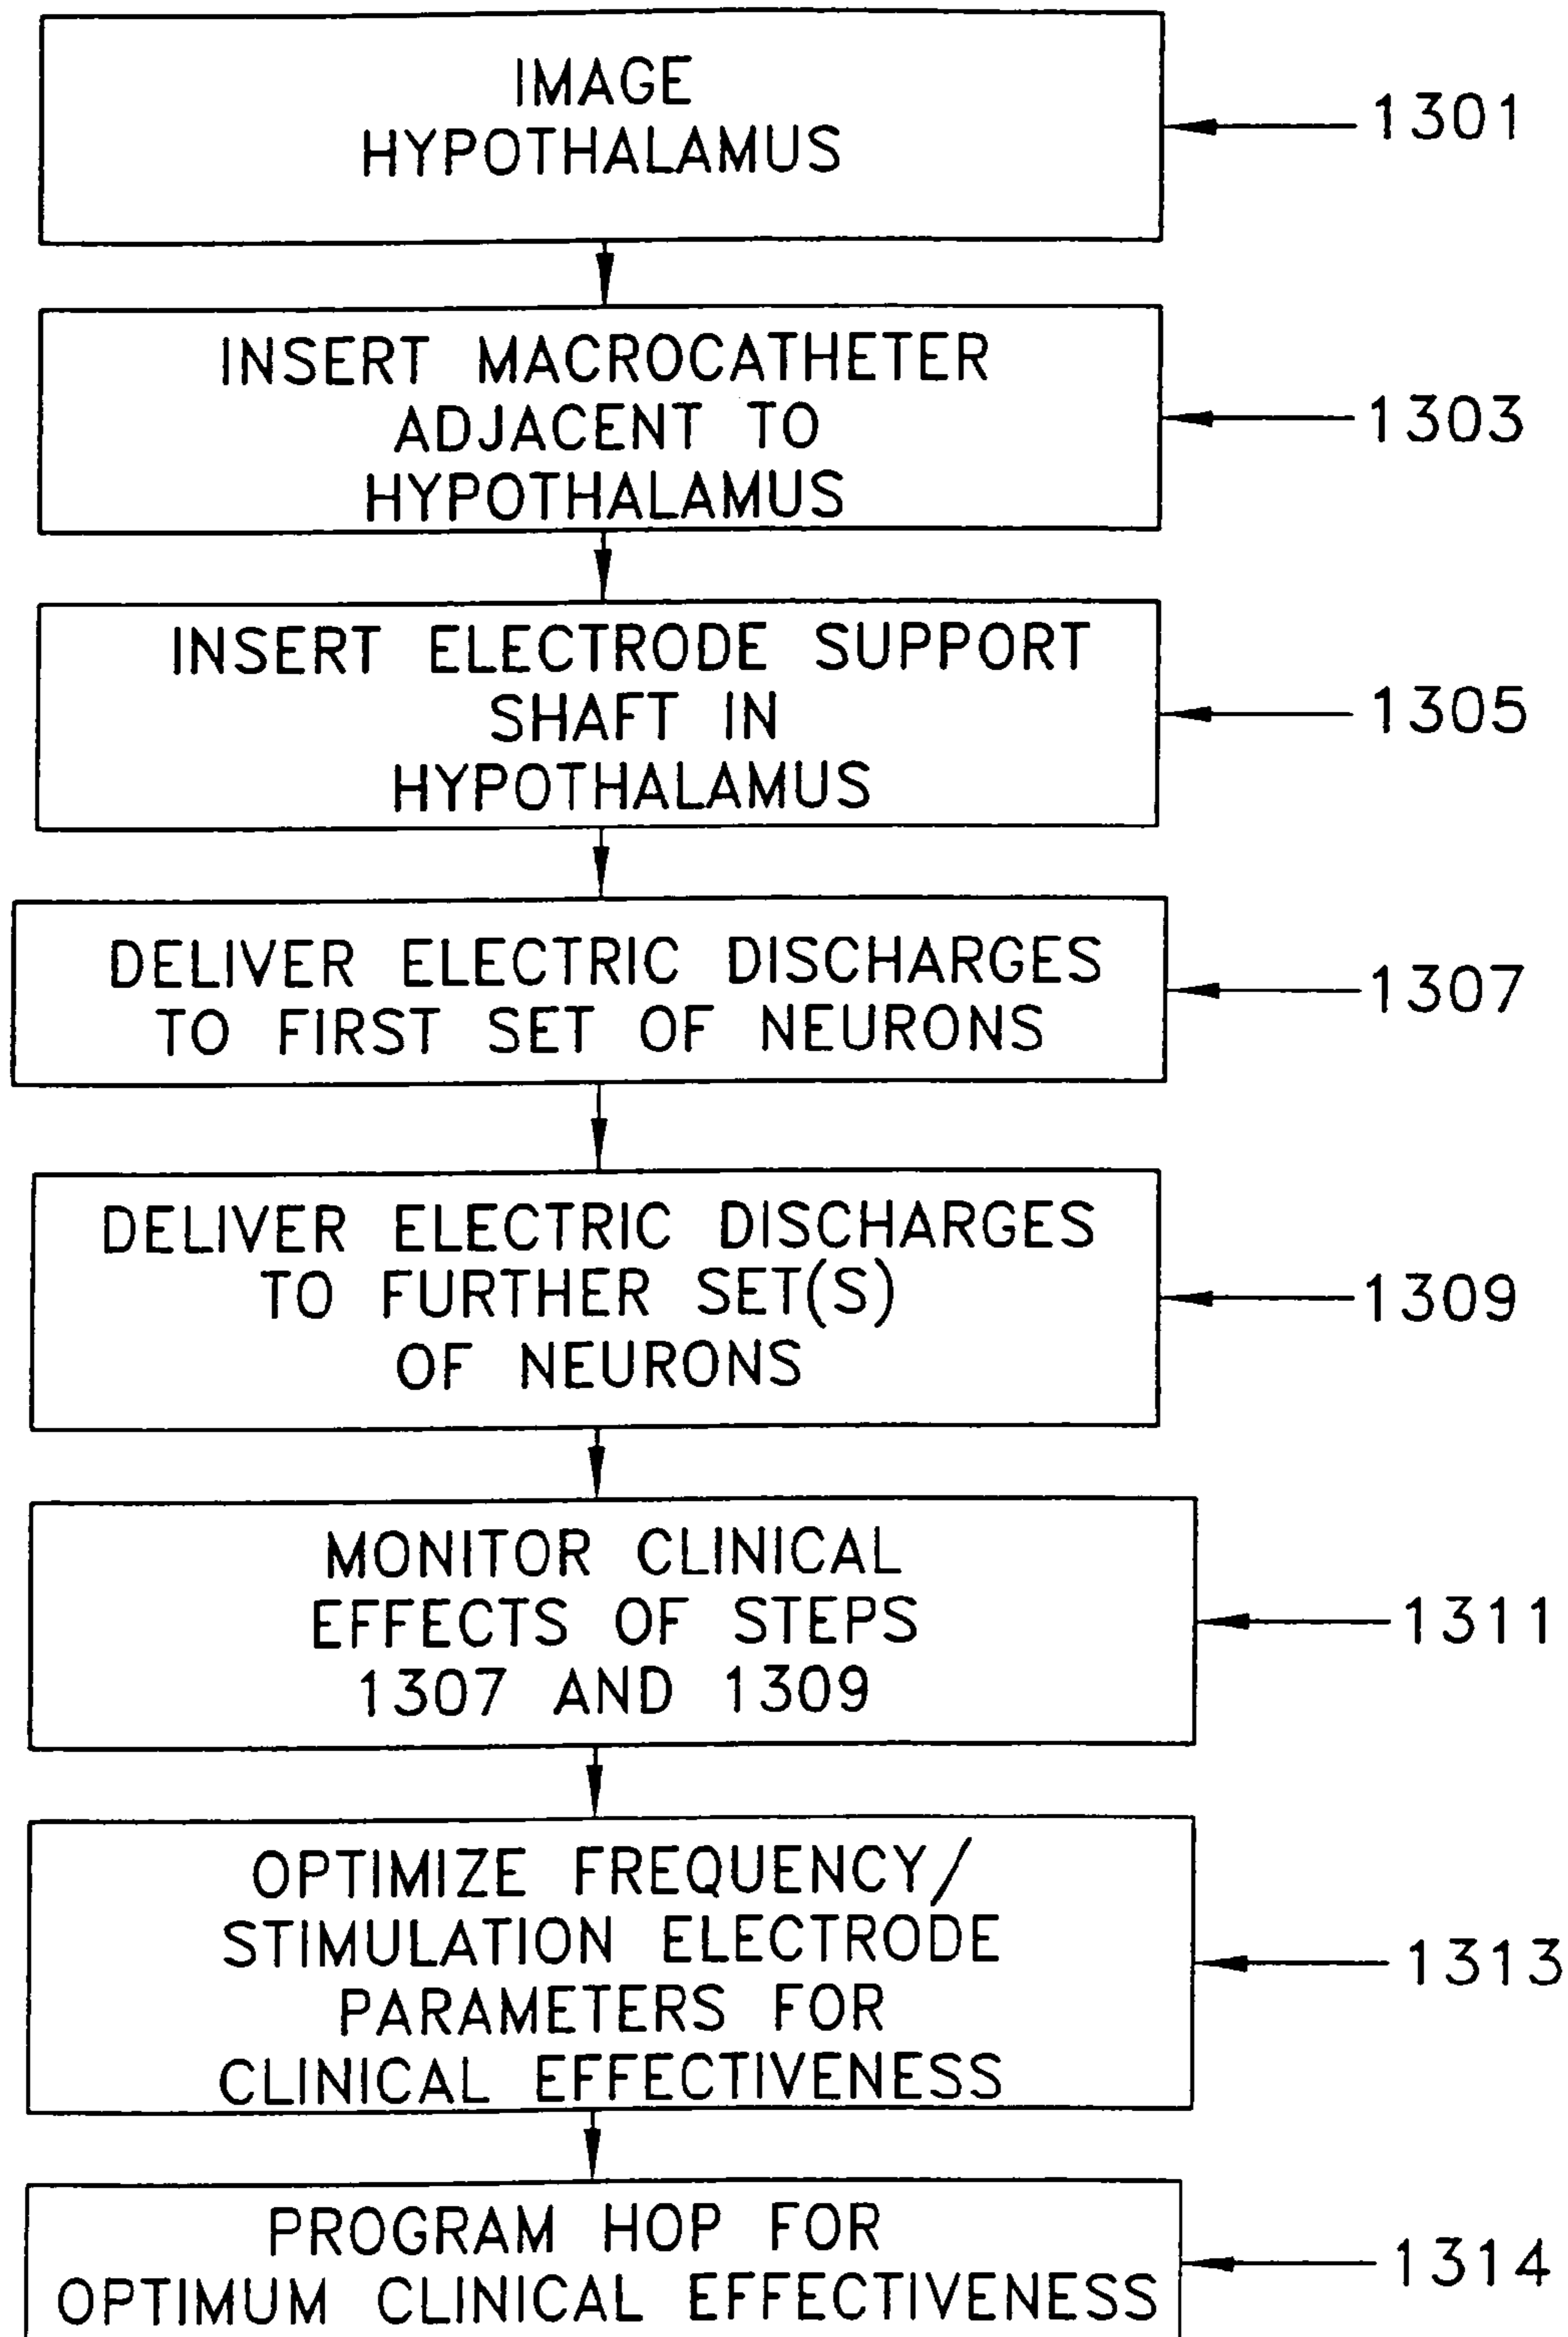 IMAGE
HYPOTHALAMUS
1301
INSERT MACROCATHETER
ADJACENT TO
HYPOTHALAMUS
1303
INSERT ELECTRODE SUPPORT
SHAFT IN
HYPOTHALAMUS
1305
DELIVER ELECTRIC DISCHARGES
TO FIRST SET OF NEURONS
1307
DELIVER ELECTRIC DISCHARGES
TO FURTHER SET(S)
OF NEURONS
1309
MONITOR CLINICAL
EFFECTS OF STEPS
1307 AND 1309
1311
OPTIMIZE FREQUENCY/
STIMULATION ELECTRODE
PARAMETERS FOR
CLINICAL EFFECTIVENESS
1313
PROGRAM HOP FOR
OPTIMUM CLINICAL EFFECTIVENESS
1314